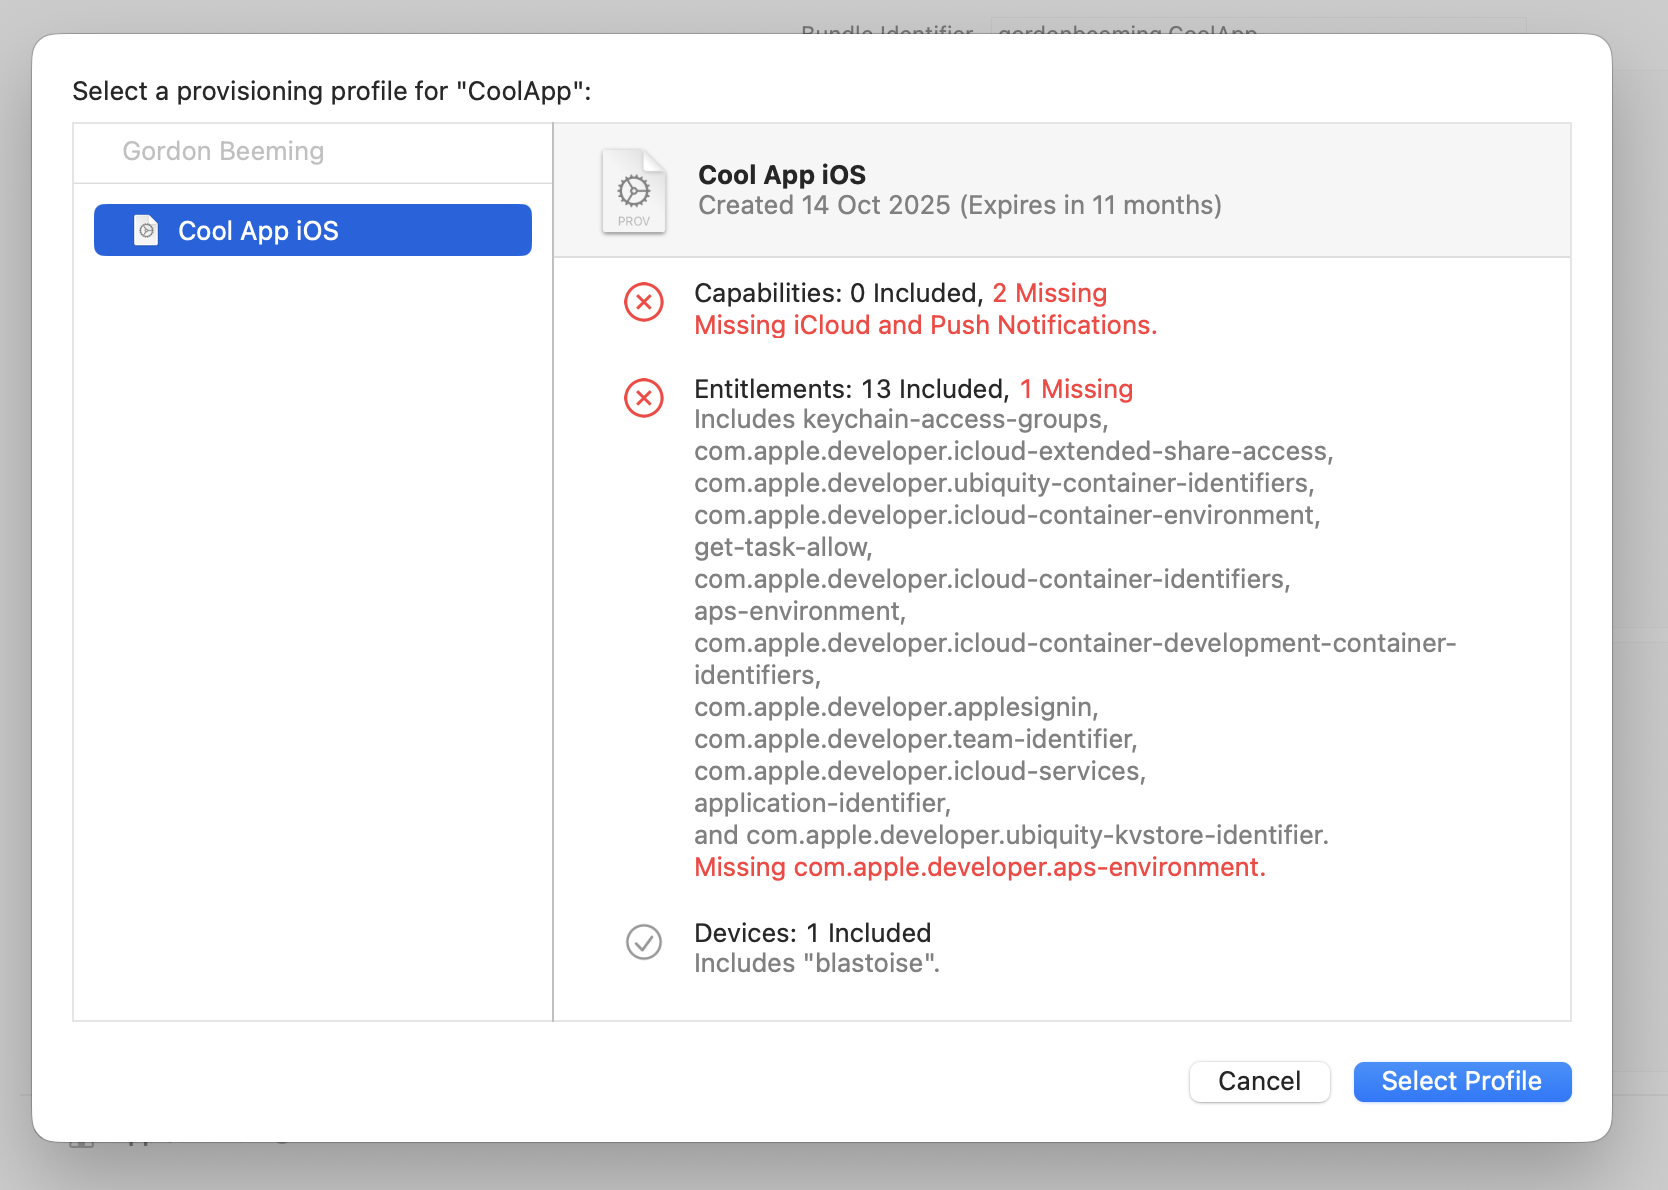 Bundle Identifier gordonbeeming.CoolApp
Select a provisioning profile for "CoolApp":
Gordon Beeming
Cool App iOS
PROV
Cool App iOS
Created 14 Oct 2025 (Expires in 11 months)
Capabilities: 0 Included, 2 Missing
Missing iCloud and Push Notifications.
Entitlements: 13 Included, 1 Missing
Includes keychain-access-groups,
com.apple.developer.icloud-extended-share-access,
com.apple.developer.ubiquity-container-identifiers,
com.apple.developer.icloud-container-environment,
get-task-allow,
com.apple.developer.icloud-container-identifiers,
aps-environment,
com.apple.developer.icloud-container-development-container-
identifiers,
com.apple.developer.applesignin,
com.apple.developer.team-identifier,
com.apple.developer.icloud-services,
application-identifier,
and com.apple.developer.ubiquity-kvstore-identifier.
Missing com.apple.developer.aps-environment.
Devices: 1 Included
Includes "blastoise".
Cancel
Select Profile